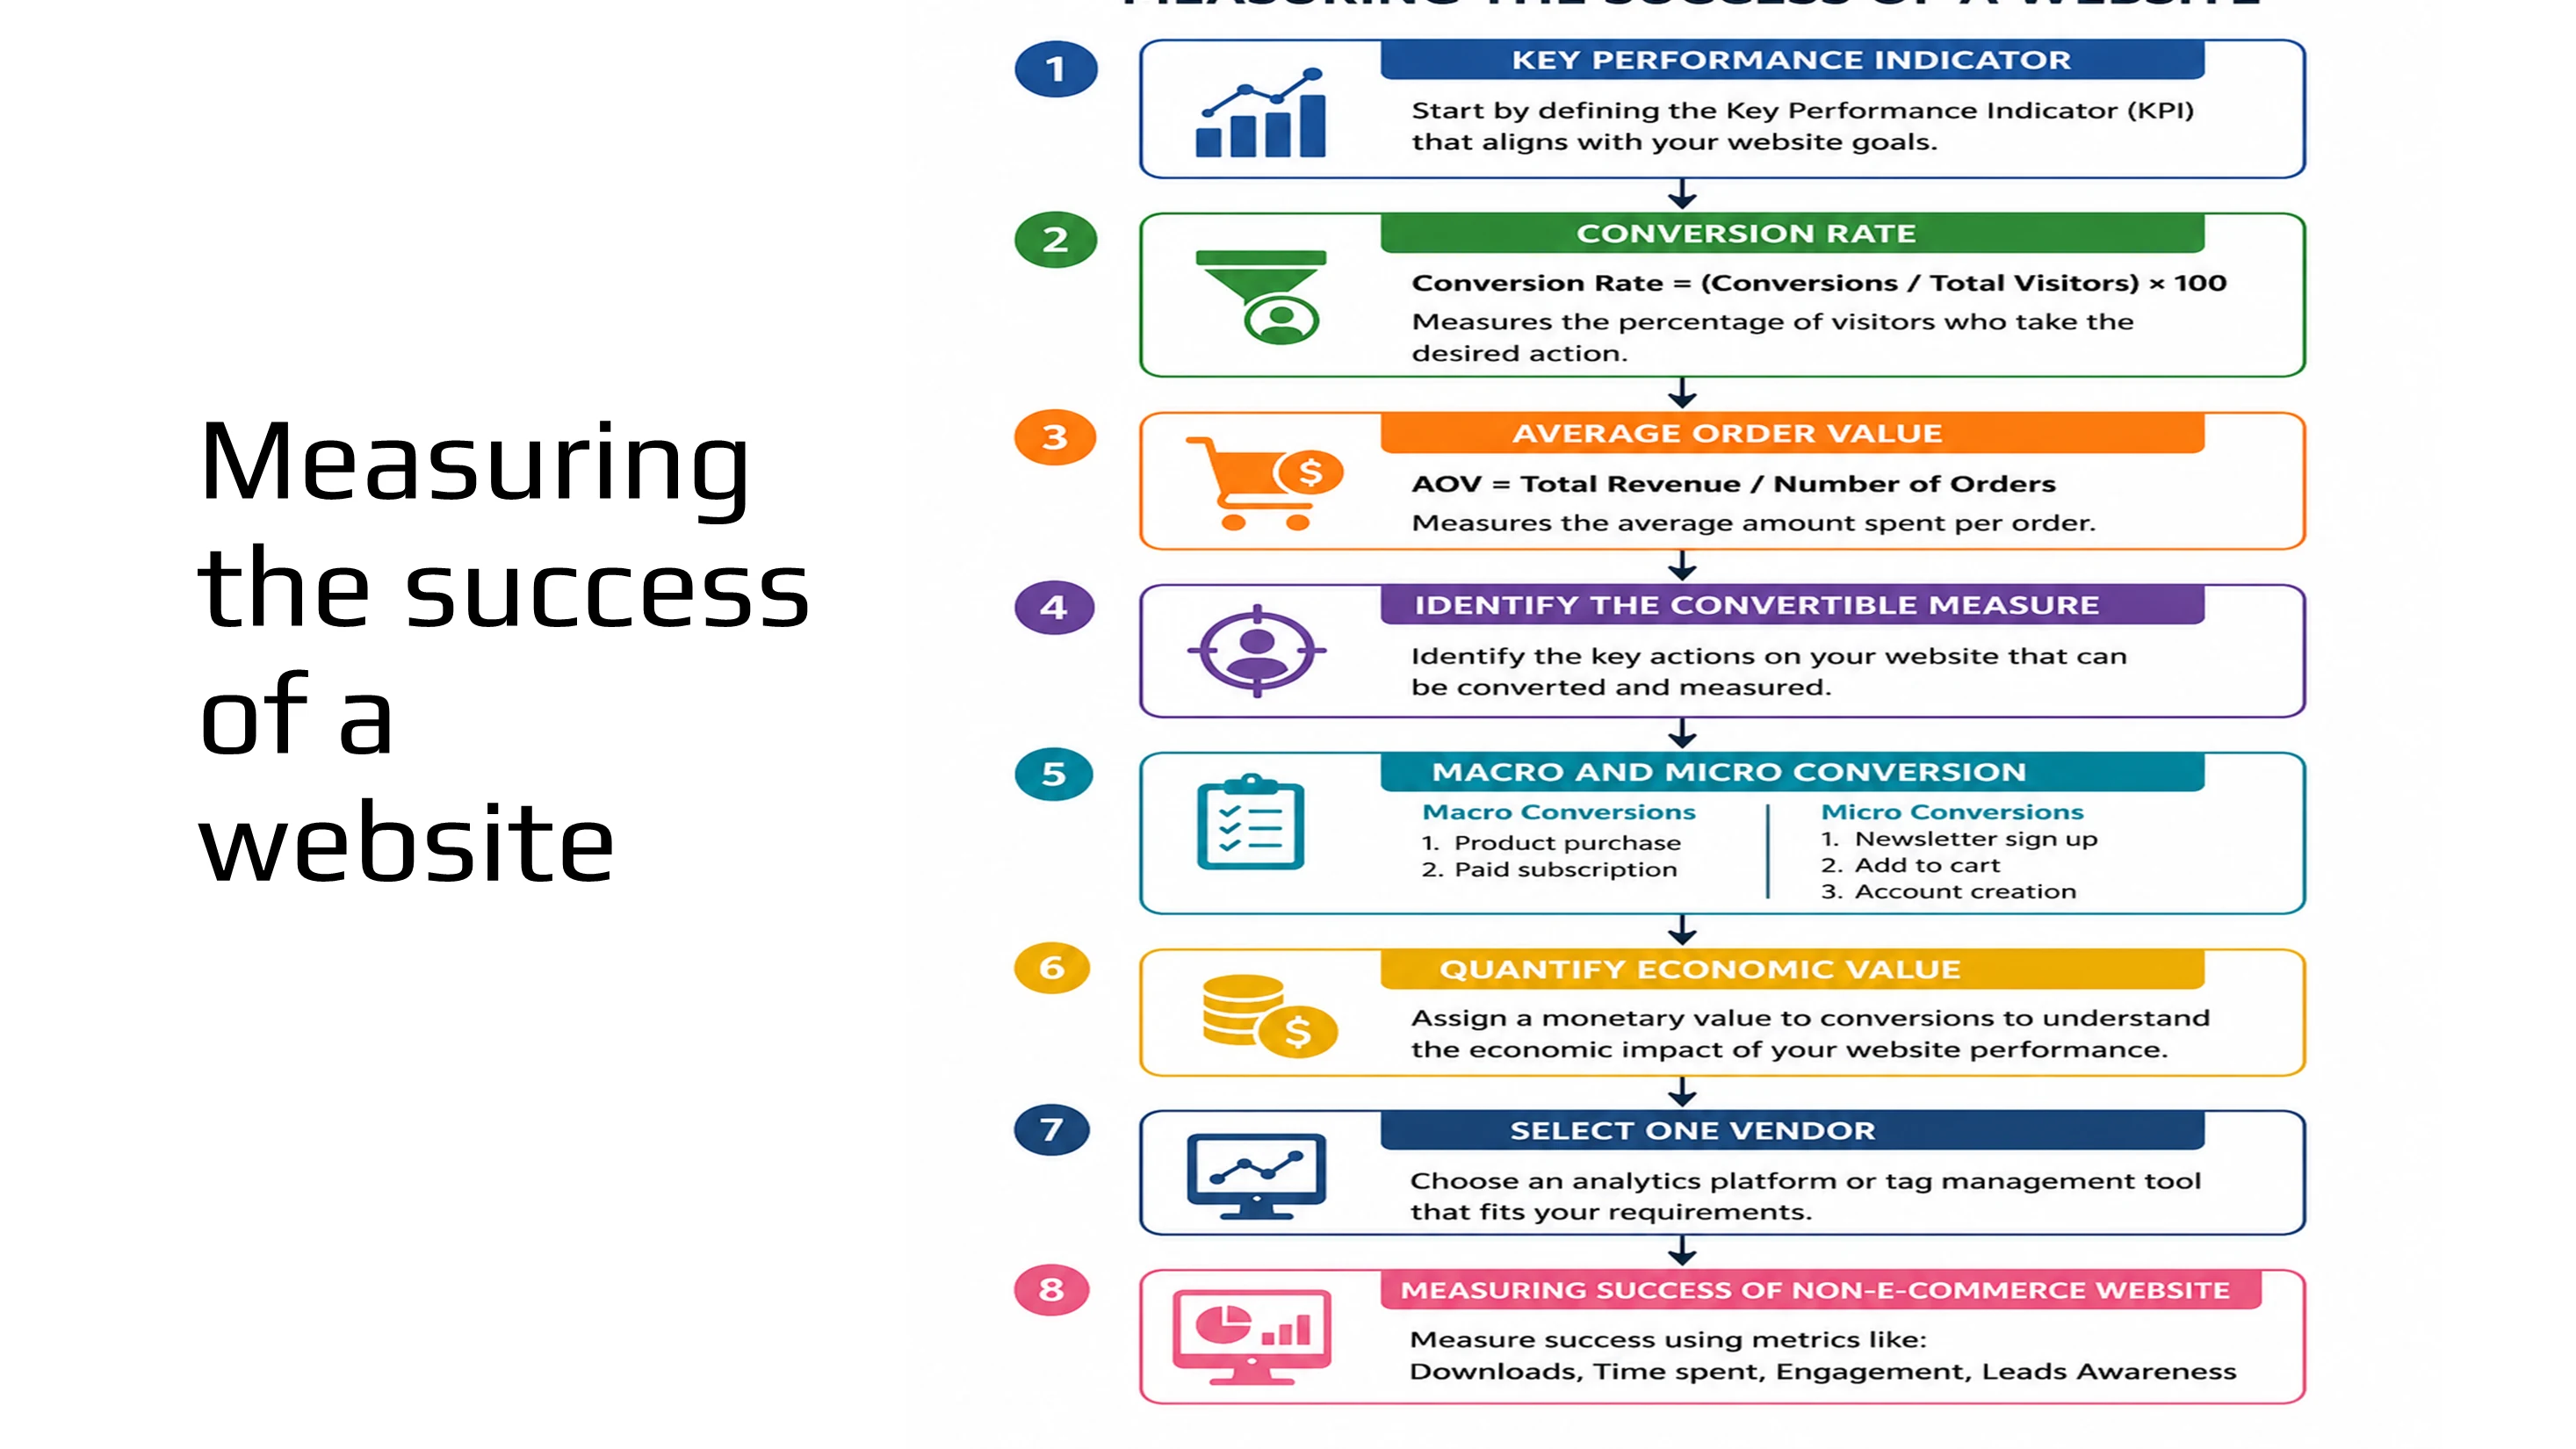 Measuring
the success
of a
website
MEASURING THE SUCCESS OF A WEBSITE
1
KEY PERFORMANCE INDICATOR
Start by defining the Key Performance Indicator (KPI)
that aligns with your website goals.
2
CONVERSION RATE
Conversion Rate = (Conversions / Total Visitors) × 100
Measures the percentage of visitors who take the
desired action.
3
AVERAGE ORDER VALUE
$
AOV = Total Revenue / Number of Orders
Measures the average amount spent per order.
4
IDENTIFY THE CONVERTIBLE MEASURE
Identify the key actions on your website that can
be converted and measured.
5
MACRO AND MICRO CONVERSION
Macro Conversions
1. Product purchase
2. Paid subscription
Micro Conversions
1. Newsletter sign up
2. Add to cart
3. Account creation
6
QUANTIFY ECONOMIC VALUE
$
Assign a monetary value to conversions to understand
the economic impact of your website performance.
7
SELECT ONE VENDOR
Choose an analytics platform or tag management tool
that fits your requirements.
8
MEASURING SUCCESS OF NON-E-COMMERCE WEBSITE
Measure success using metrics like:
Downloads, Time spent, Engagement, Leads Awareness